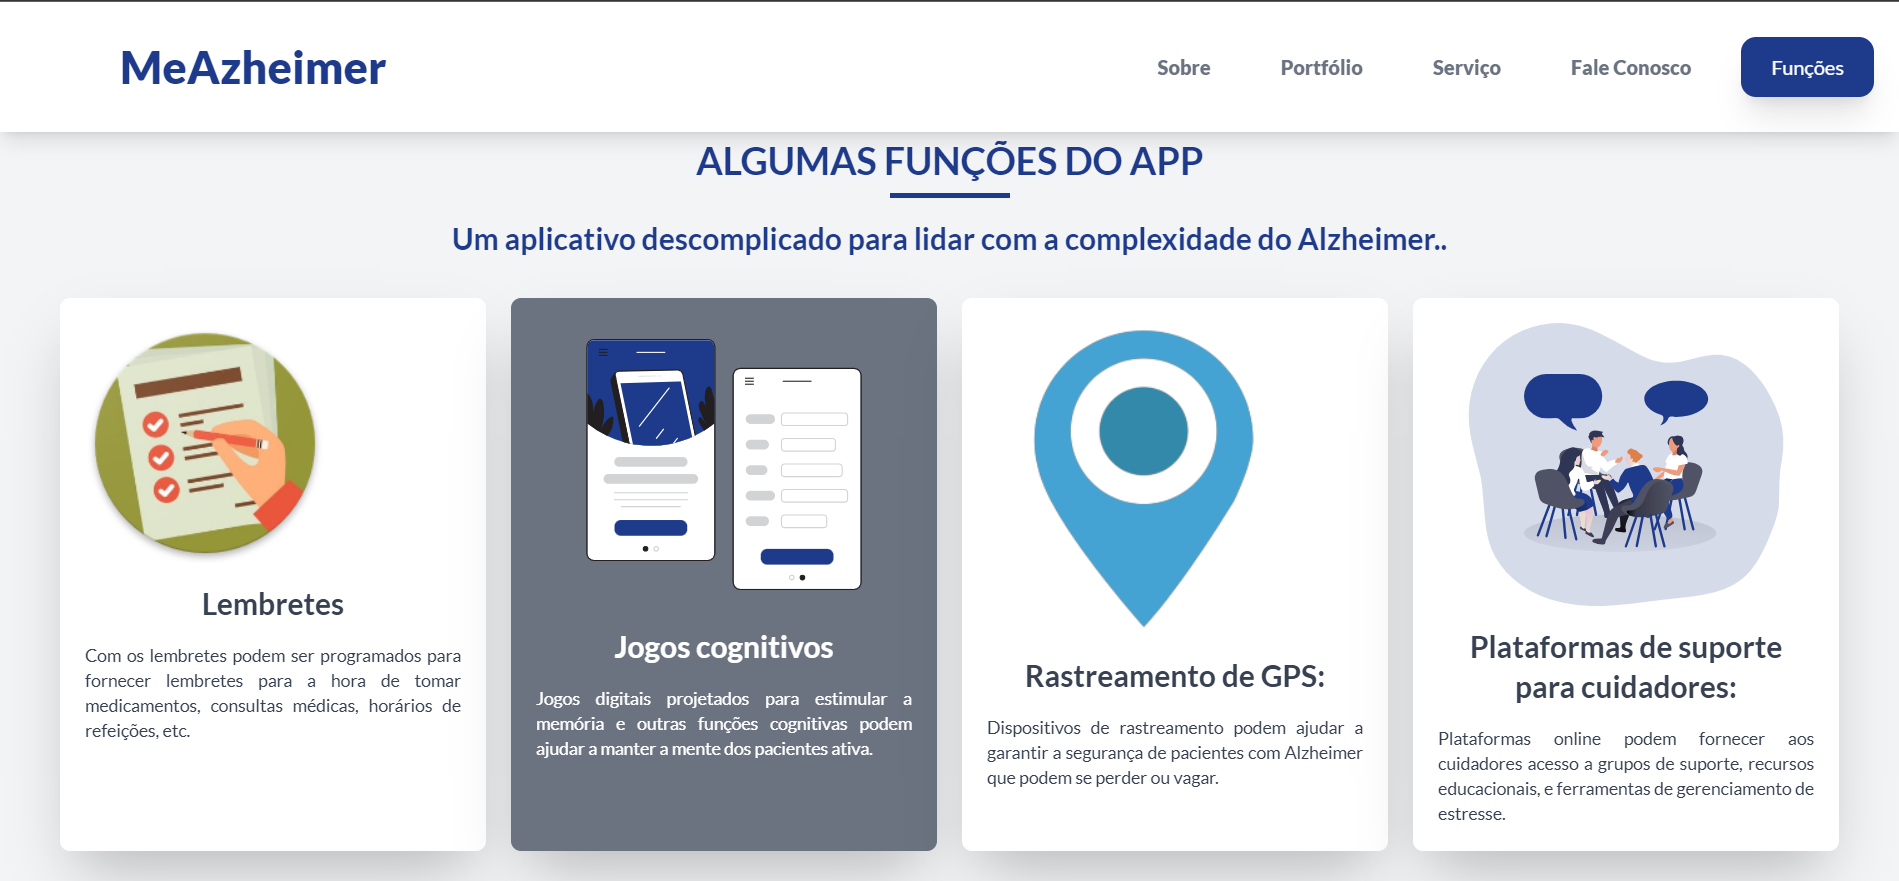 MeAzheimer
Sobre
Portfólio
Serviço
Fale Conosco
Funções
ALGUMAS FUNÇÕES DO APP
Um aplicativo descomplicado para lidar com a complexidade do Alzheimer..
Lembretes
Com os lembretes podem ser programados para
fornecer lembretes para a hora de tomar
medicamentos, consultas médicas, horários de
refeições, etc.
Jogos cognitivos
Jogos digitais projetados para estimular a
memória e outras funções cognitivas podem
ajudar a manter a mente dos pacientes ativa.
Rastreamento de GPS:
Dispositivos de rastreamento podem ajudar a
garantir a segurança de pacientes com Alzheimer
que podem se perder ou vagar.
Plataformas de suporte
para cuidadores:
Plataformas online podem fornecer aos
cuidadores acesso a grupos de suporte, recursos
educacionais, e ferramentas de gerenciamento de
estresse.